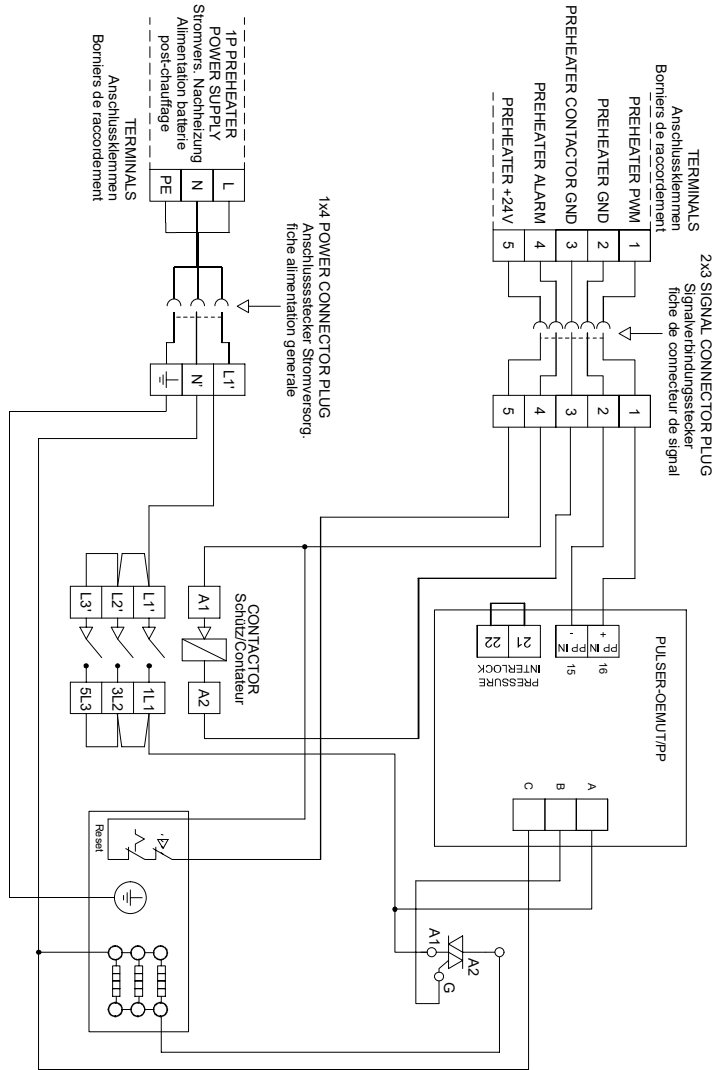 TERMINALS
Anschlussklemmen
Borniers de raccordement
PREHEATER PWM
PREHEATER GND
PREHEATER CONTACTOR GND
PREHEATER ALARM
PREHEATER +24V
1
2
3
4
5
2x3 SIGNAL CONNECTOR PLUG
Signalverbindungsstecker
fiche de connecteur de signal
1
2
3
4
5
PULSER-OEMUT/PP
+
PP IN
16
-
PP IN
15
21
22
PRESSURE
INTERLOCK
A
B
C
1P PREHEATER
POWER SUPPLY
Stromvers. Nachheizung
Alimentation batterie
post-chauffage
L
N
PE
TERMINALS
Anschlussklemmen
Borniers de raccordement
1x4 POWER CONNECTOR PLUG
Anschlusssstecker Stromversorg.
fiche alimentation generale
L1'
N'
CONTACTOR
Schütz/Contateur
A1
A2
L1'
L2'
L3'
1L1
3L2
5L3
Reset
A1
A2
G